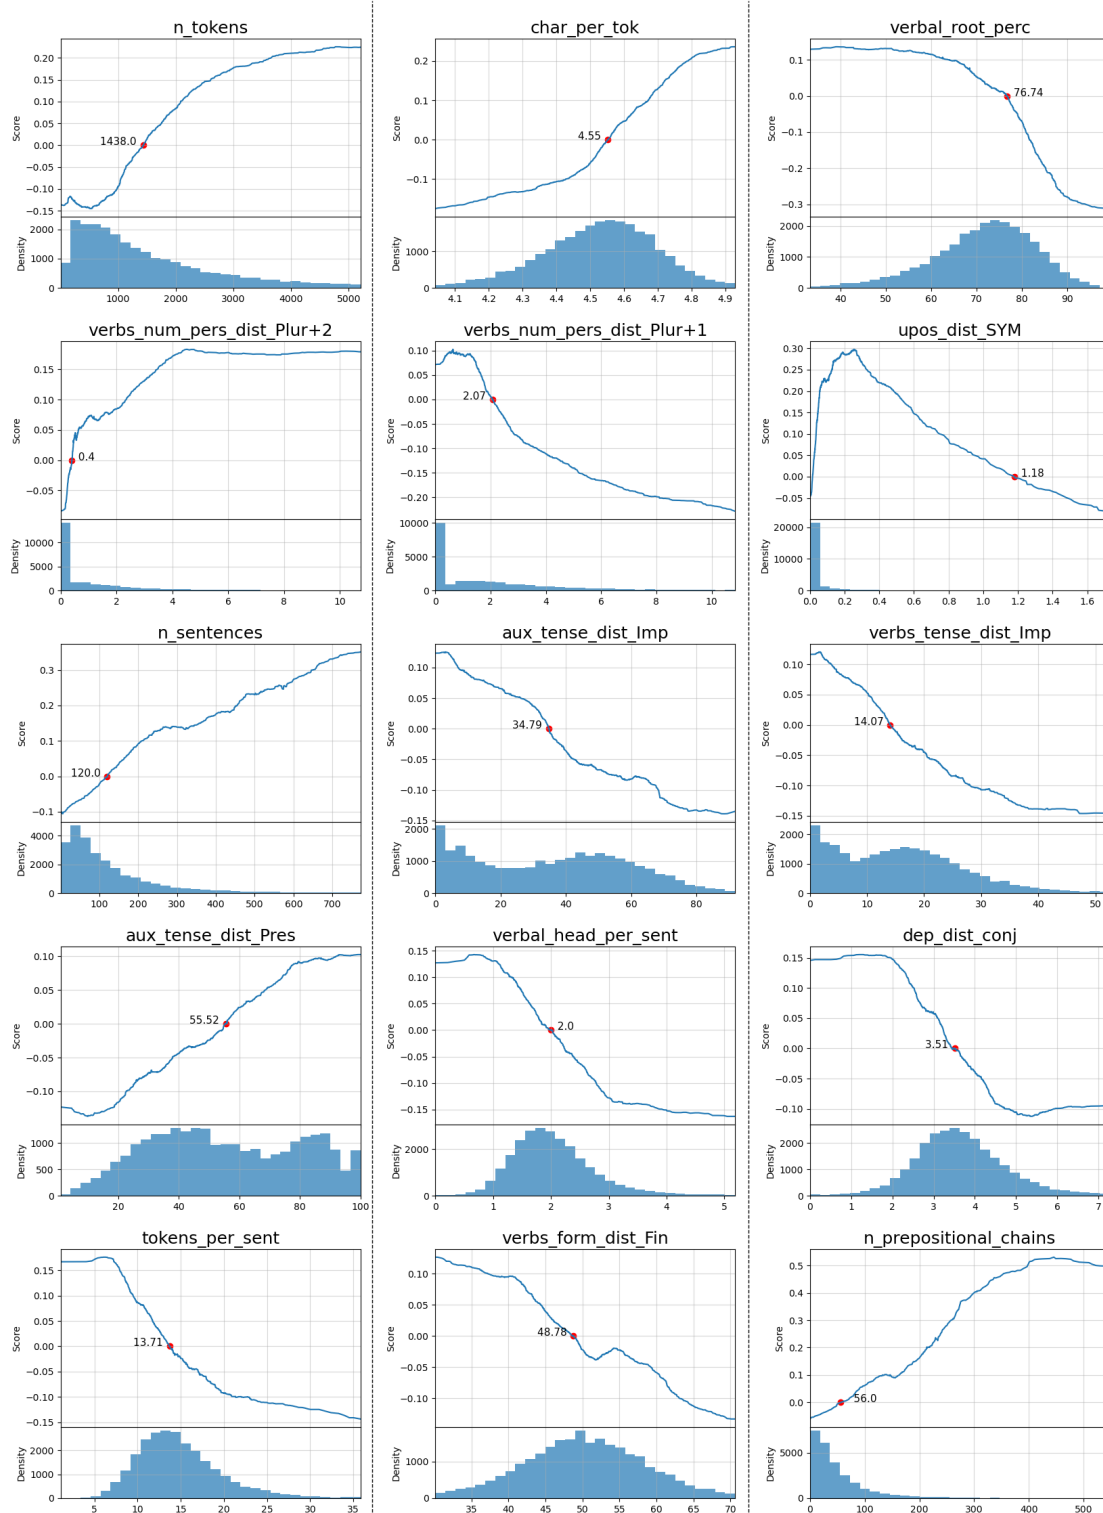 n_tokens
Score
0.20
0.15
0.10
0.05
0.00
−0.05
−0.10
−0.15
1438.0
Density
2000
1000
0
1000 2000 3000 4000 5000
char_per_tok
Score
0.2
0.1
0.0
−0.1
4.55
Density
1000
0
4.1 4.2 4.3 4.4 4.5 4.6 4.7 4.8 4.9
verbal_root_perc
Score
0.1
0.0
−0.1
−0.2
−0.3
76.74
Density
2000
1000
0
40 50 60 70 80 90
verbs_num_pers_dist_Plur+2
Score
0.15
0.10
0.05
0.00
−0.05
0.4
Density
10000
5000
0
0 2 4 6 8 10
verbs_num_pers_dist_Plur+1
Score
0.10
0.05
0.00
−0.05
−0.10
−0.15
−0.20
2.07
Density
10000
5000
0
0 2 4 6 8 10
upos_dist_SYM
Score
0.30
0.25
0.20
0.15
0.10
0.05
0.00
−0.05
1.18
Density
20000
10000
0
0.0 0.2 0.4 0.6 0.8 1.0 1.2 1.4 1.6
n_sentences
Score
0.3
0.2
0.1
0.0
−0.1
120.0
Density
4000
2000
0
100 200 300 400 500 600 700
aux_tense_dist_Imp
Score
0.15
0.10
0.05
0.00
−0.05
−0.10
−0.15
34.79
Density
2000
1000
0
0 20 40 60 80
verbs_tense_dist_Imp
Score
0.10
0.05
0.00
−0.05
−0.10
−0.15
14.07
Density
2000
1000
0
0 10 20 30 40 50
aux_tense_dist_Pres
Score
0.10
0.05
0.00
−0.05
−0.10
55.52
Density
1000
500
0
20 40 60 80 100
verbal_head_per_sent
Score
0.15
0.10
0.05
0.00
−0.05
−0.10
−0.15
2.0
Density
2000
0
0 1 2 3 4 5
dep_dist_conj
Score
0.15
0.10
0.05
0.00
−0.05
−0.10
3.51
Density
2000
1000
0
0 1 2 3 4 5 6 7
tokens_per_sent
Score
0.15
0.10
0.05
0.00
−0.05
−0.10
−0.15
13.71
Density
2000
1000
0
5 10 15 20 25 30 35
verbs_form_dist_Fin
Score
0.10
0.05
0.00
−0.05
−0.10
48.78
Density
1000
0
35 40 45 50 55 60 65 70
n_prepositional_chains
Score
0.5
0.4
0.3
0.2
0.1
0.0
56.0
Density
5000
0
0 100 200 300 400 500